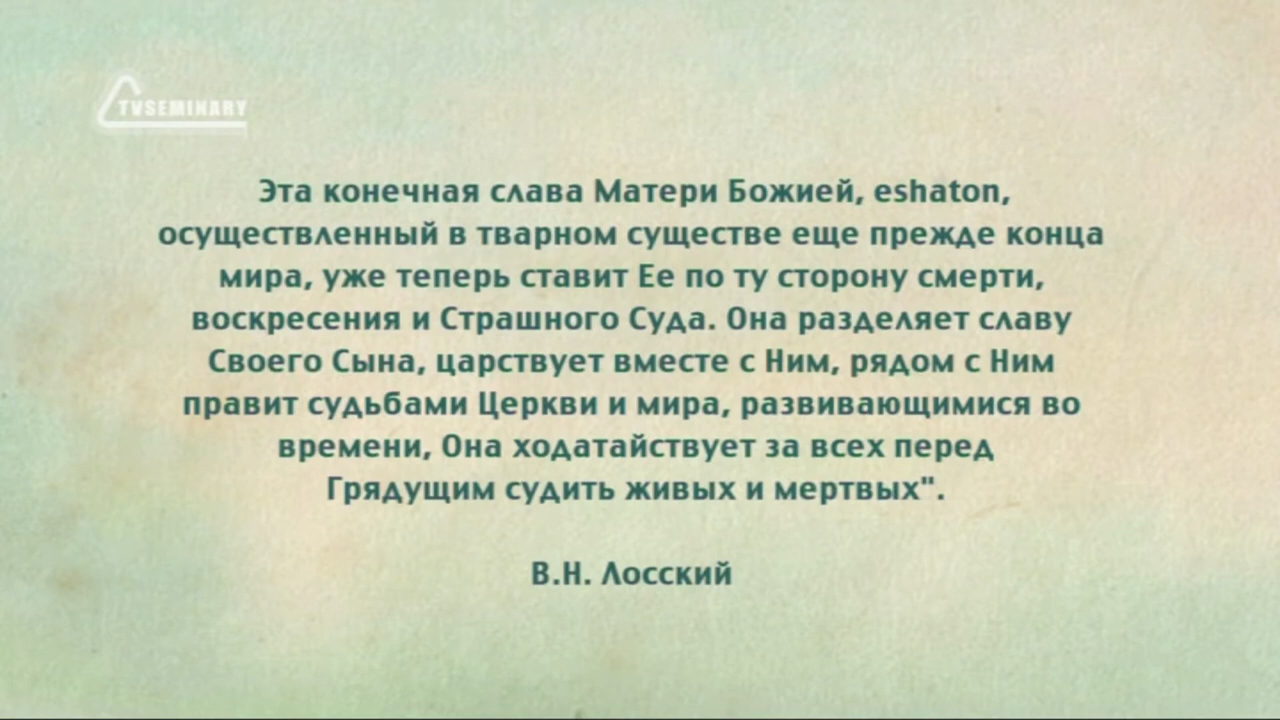 TVSEMINARY
Эта конечная слава Матери Божией, eshaton,
осуществленный в тварном существе еще прежде конца
мира, уже теперь ставит Ее по ту сторону смерти,
воскресения и Страшного Суда. Она разделяет славу
Своего Сына, царствует вместе с Ним, рядом с Ним
правит судьбами Церкви и мира, развивающимися во
времени, Она ходатайствует за всех перед
Грядущим судить живых и мертвых".
В.Н. Лосский